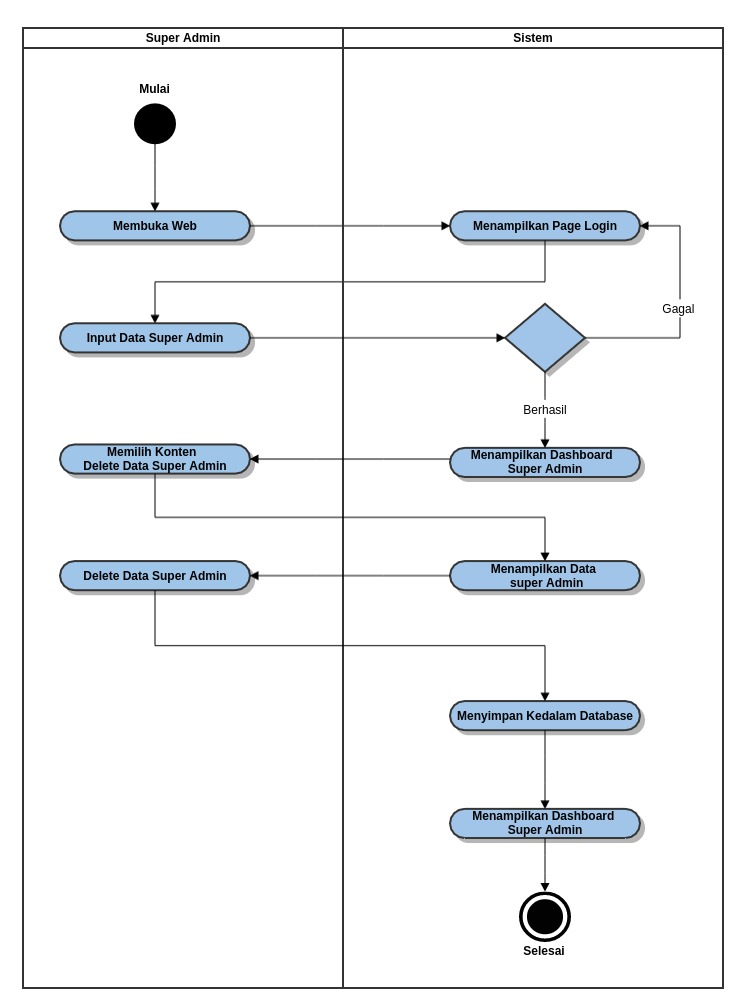 Super Admin
Sistem
Mulai
Membuka Web
Menampilkan Page Login
Gagal
Input Data Super Admin
Berhasil
Memilih Konten
Delete Data Super Admin
Menampilkan Dashboard
Super Admin
Delete Data Super Admin
Menampilkan Data
super Admin
Menyimpan Kedalam Database
Menampilkan Dashboard
Super Admin
Selesai